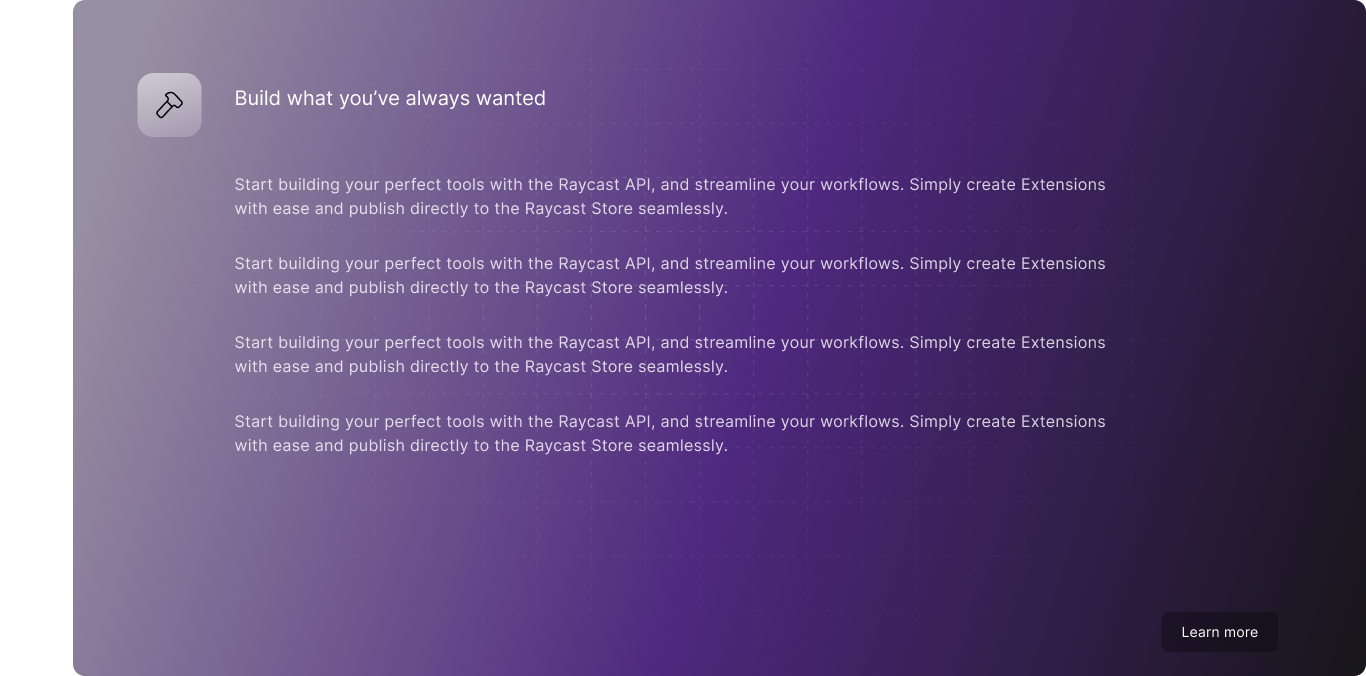 Build what you’ve always wanted
Start building your perfect tools with the Raycast API, and streamline your workflows. Simply create Extensions
with ease and publish directly to the Raycast Store seamlessly.
Start building your perfect tools with the Raycast API, and streamline your workflows. Simply create Extensions
with ease and publish directly to the Raycast Store seamlessly.
Start building your perfect tools with the Raycast API, and streamline your workflows. Simply create Extensions
with ease and publish directly to the Raycast Store seamlessly.
Start building your perfect tools with the Raycast API, and streamline your workflows. Simply create Extensions
with ease and publish directly to the Raycast Store seamlessly.
Learn more